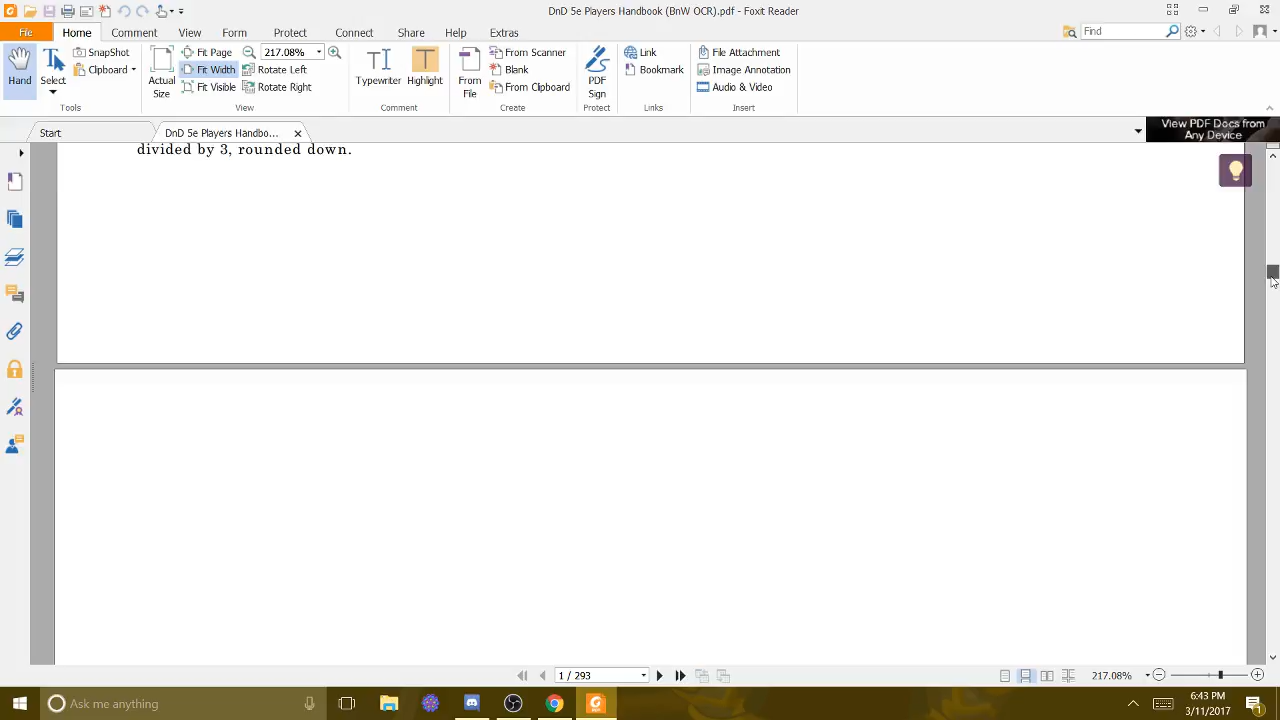 DnD 5e Players Handbook (BnW OCR).pdf - Foxit Reader
File Home Comment View Form Protect Connect Share Help Extras
Find
Hand
Select
SnapShot
Clipboard
Tools
Actual Size
Fit Page
Fit Width
Fit Visible
217.08%
Rotate Left
Rotate Right
View
Typewriter
Highlight
Comment
From File
From Scanner
Blank
From Clipboard
Create
PDF Sign
Protect
Link
Bookmark
Links
File Attachment
Image Annotation
Audio & Video
Insert
Start
DnD 5e Players Handbo...
View PDF Docs from
Any Device
divided by 3, rounded down.
1 / 293
217.08%
Ask me anything
6:43 PM
3/11/2017
1